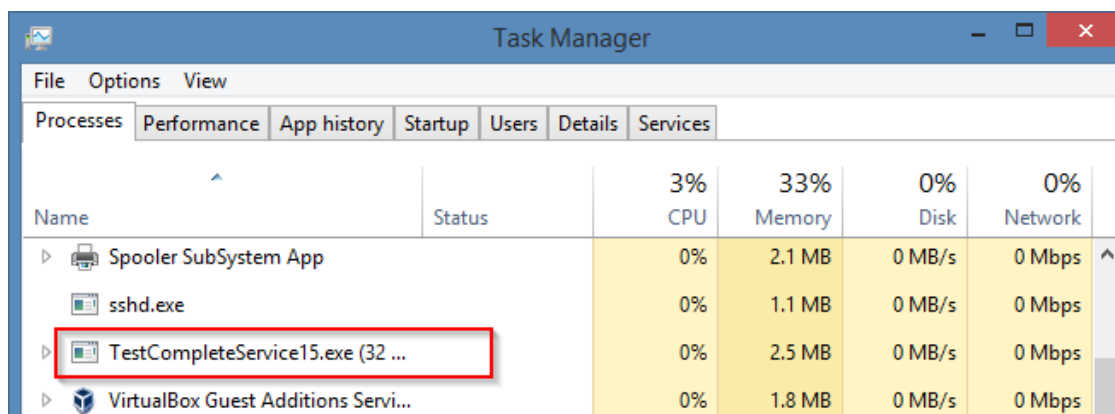 Task Manager
File Options View
Processes Performance App history Startup Users Details Services
3% 33% 0% 0%
Name Status CPU Memory Disk Network
Spooler SubSystem App 0% 2.1 MB 0 MB/s 0 Mbps
sshd.exe 0% 1.1 MB 0 MB/s 0 Mbps
TestCompleteService15.exe (32 ... 0% 2.5 MB 0 MB/s 0 Mbps
VirtualBox Guest Additions Servi... 0% 1.8 MB 0 MB/s 0 Mbps